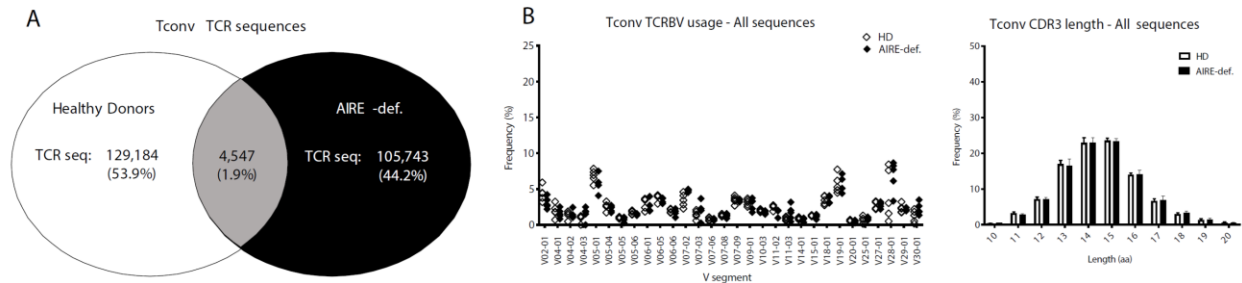 A
Tconv TCR sequences
Healthy Donors
TCR seq: 129,184
(53.9%)
4,547
(1.9%)
AIRE -def.
TCR seq: 105,743
(44.2%)
B
Tconv TCRBV usage - All sequences
HD
AIRE-def.
Frequency (%)
25
20
15
10
5
0
V02-01
V04-01
V04-02
V04-03
V05-01
V05-04
V05-05
V05-06
V06-01
V06-05
V06-06
V07-02
V07-03
V07-06
V07-08
V07-09
V09-01
V10-03
V11-01
V11-03
V14-01
V15-01
V18-01
V19-01
V20-01
V25-01
V27-01
V28-01
V29-01
V30-01
V segment
Tconv CDR3 length - All sequences
HD
AIRE-def.
Frequency (%)
50
40
30
20
10
0
10
11
12
13
14
15
16
17
18
19
20
Length (aa)